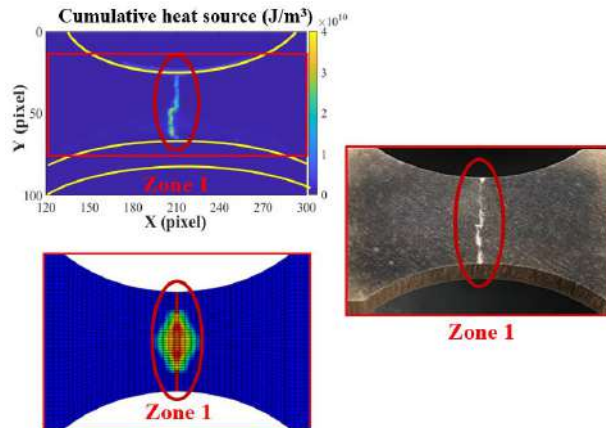 Cumulative heat source (J/m³)
×10¹⁰
4
3
2
1
0
0
50
100
Y (pixel)
120
150
180
210
240
270
300
X (pixel)
Zone 1
Zone 1
Zone 1